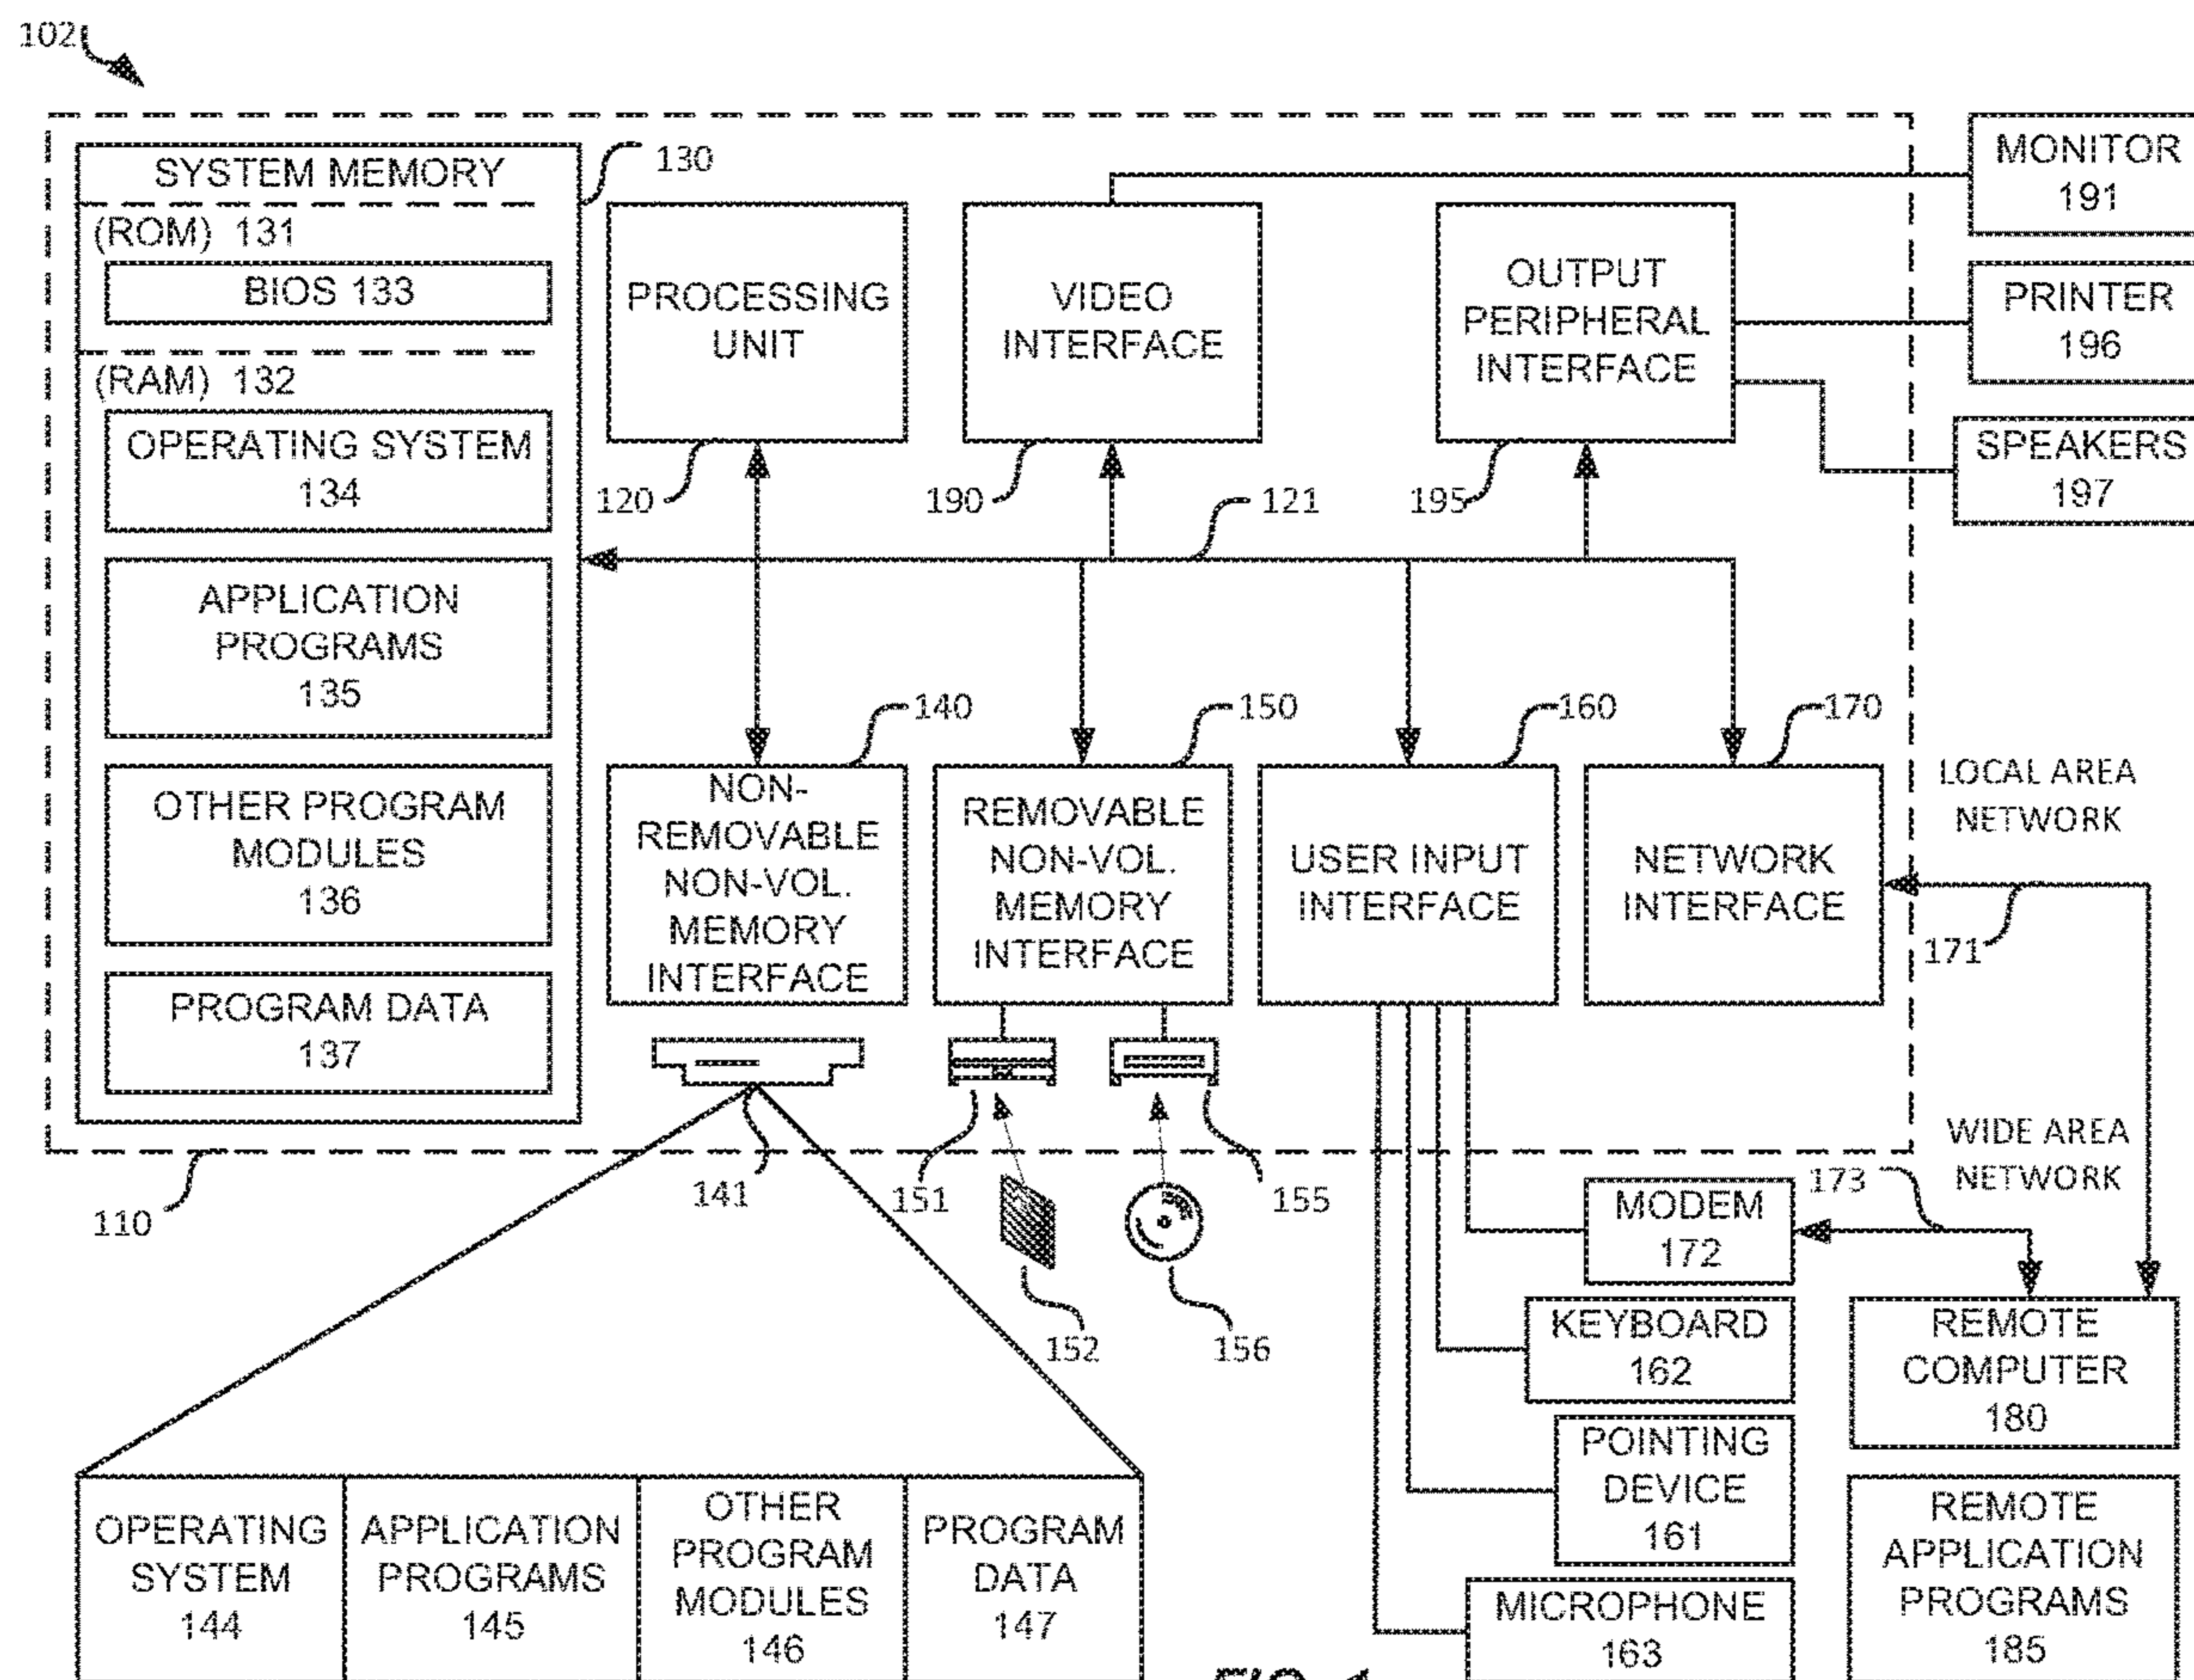 102
SYSTEM MEMORY
(ROM) 131
BIOS 133
(RAM) 132
OPERATING SYSTEM
134
APPLICATION
PROGRAMS
135
OTHER PROGRAM
MODULES
136
PROGRAM DATA
137
130
PROCESSING
UNIT
120
VIDEO
INTERFACE
190
OUTPUT
PERIPHERAL
INTERFACE
195
121
MONITOR
191
PRINTER
196
SPEAKERS
197
140
NON-
REMOVABLE
NON-VOL.
MEMORY
INTERFACE
150
REMOVABLE
NON-VOL.
MEMORY
INTERFACE
160
USER INPUT
INTERFACE
170
NETWORK
INTERFACE
LOCAL AREA
NETWORK
171
WIDE AREA
NETWORK
173
110
141
151
155
152
156
MODEM
172
KEYBOARD
162
POINTING
DEVICE
161
MICROPHONE
163
REMOTE
COMPUTER
180
REMOTE
APPLICATION
PROGRAMS
185
OPERATING
SYSTEM
144
APPLICATION
PROGRAMS
145
OTHER
PROGRAM
MODULES
146
PROGRAM
DATA
147